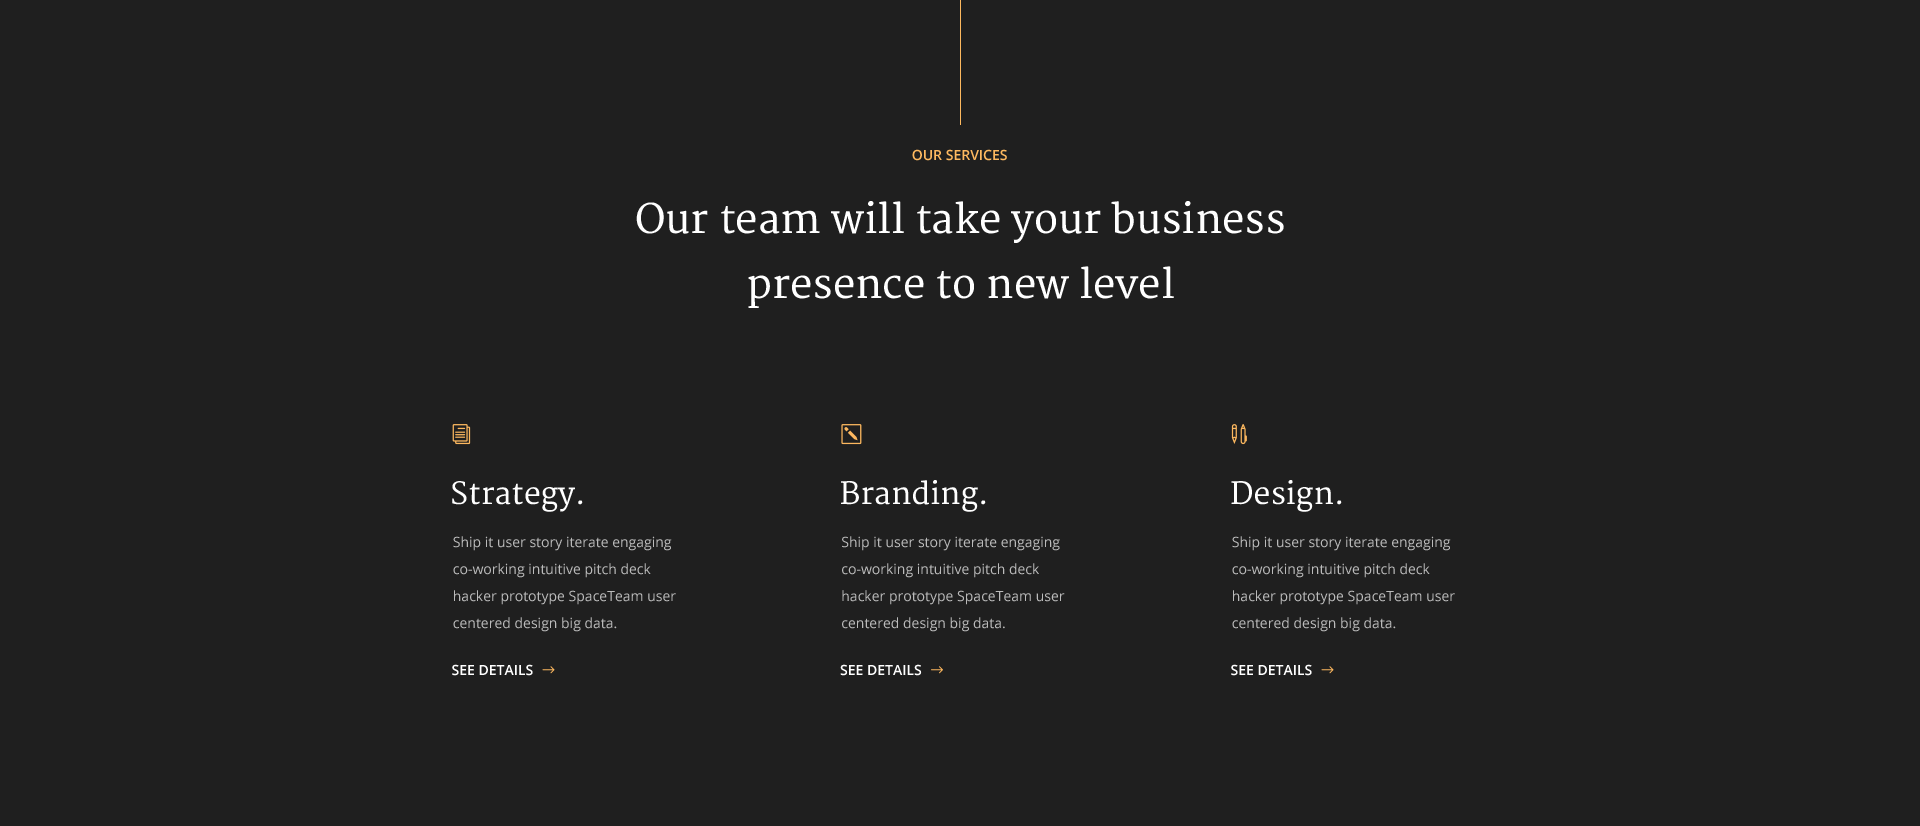 OUR SERVICES
Our team will take your business
presence to new level
Strategy.
Ship it user story iterate engaging
co-working intuitive pitch deck
hacker prototype SpaceTeam user
centered design big data.
SEE DETAILS →
Branding.
Ship it user story iterate engaging
co-working intuitive pitch deck
hacker prototype SpaceTeam user
centered design big data.
SEE DETAILS →
Design.
Ship it user story iterate engaging
co-working intuitive pitch deck
hacker prototype SpaceTeam user
centered design big data.
SEE DETAILS →